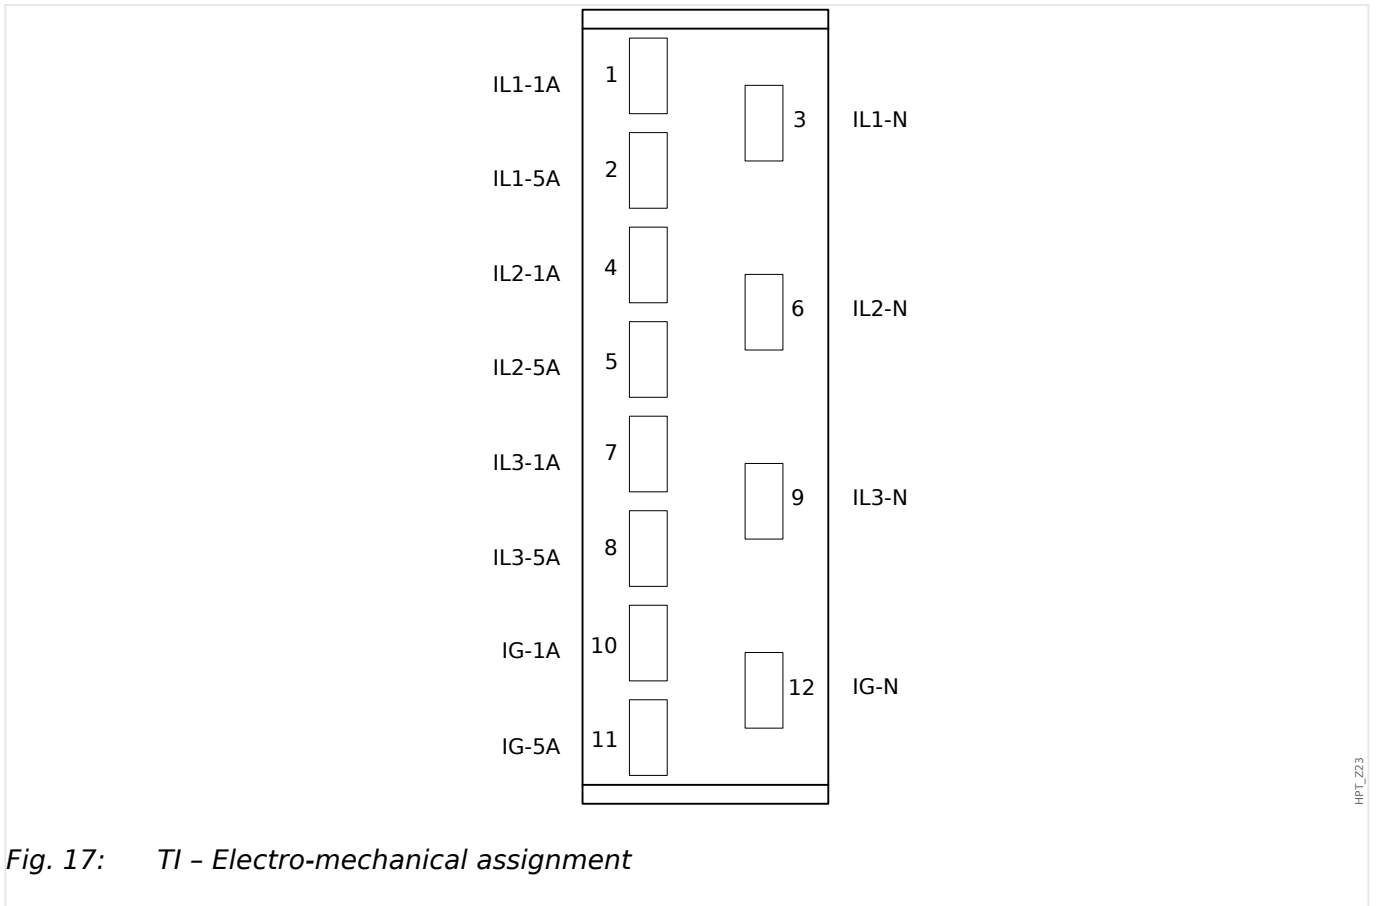 IL1-1A 1
3 IL1-N
IL1-5A 2
IL2-1A 4
6 IL2-N
IL2-5A 5
IL3-1A 7
9 IL3-N
IL3-5A 8
IG-1A 10
12 IG-N
IG-5A 11
HPT_Z23
Fig. 17: TI – Electro-mechanical assignment